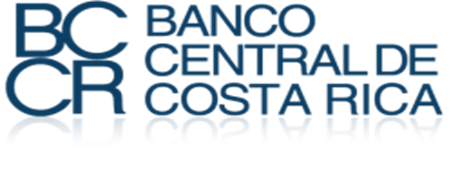 BC
CR
BANCO
CENTRAL DE
COSTA RICA